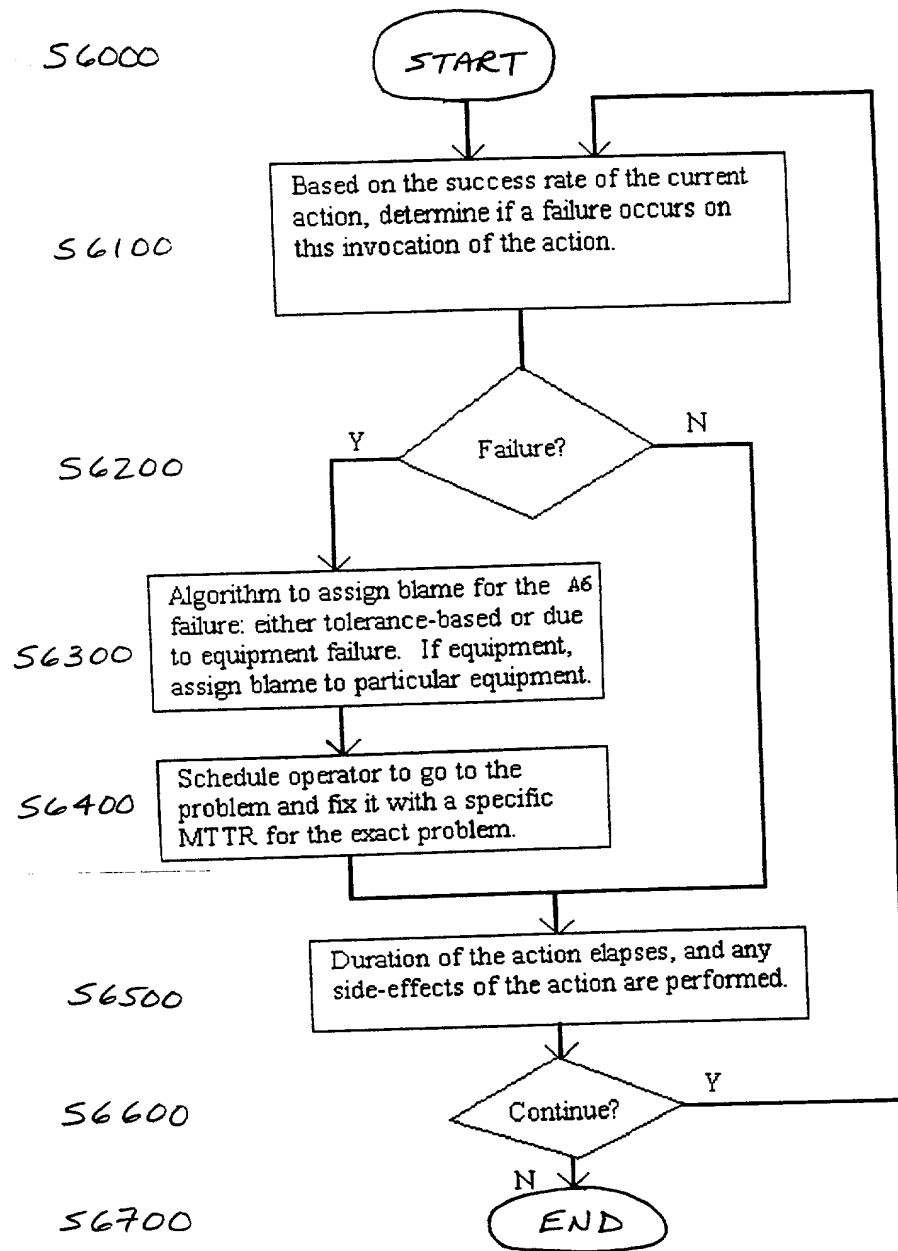 S6000
START
Based on the success rate of the current
action, determine if a failure occurs on
this invocation of the action.
S6100
Y
N
Failure?
S6200
Algorithm to assign blame for the A6
failure: either tolerance-based or due
to equipment failure. If equipment,
assign blame to particular equipment.
S6300
Schedule operator to go to the
problem and fix it with a specific
MTTR for the exact problem.
S6400
Duration of the action elapses, and any
side-effects of the action are performed.
S6500
Y
Continue?
S6600
N
END
S6700